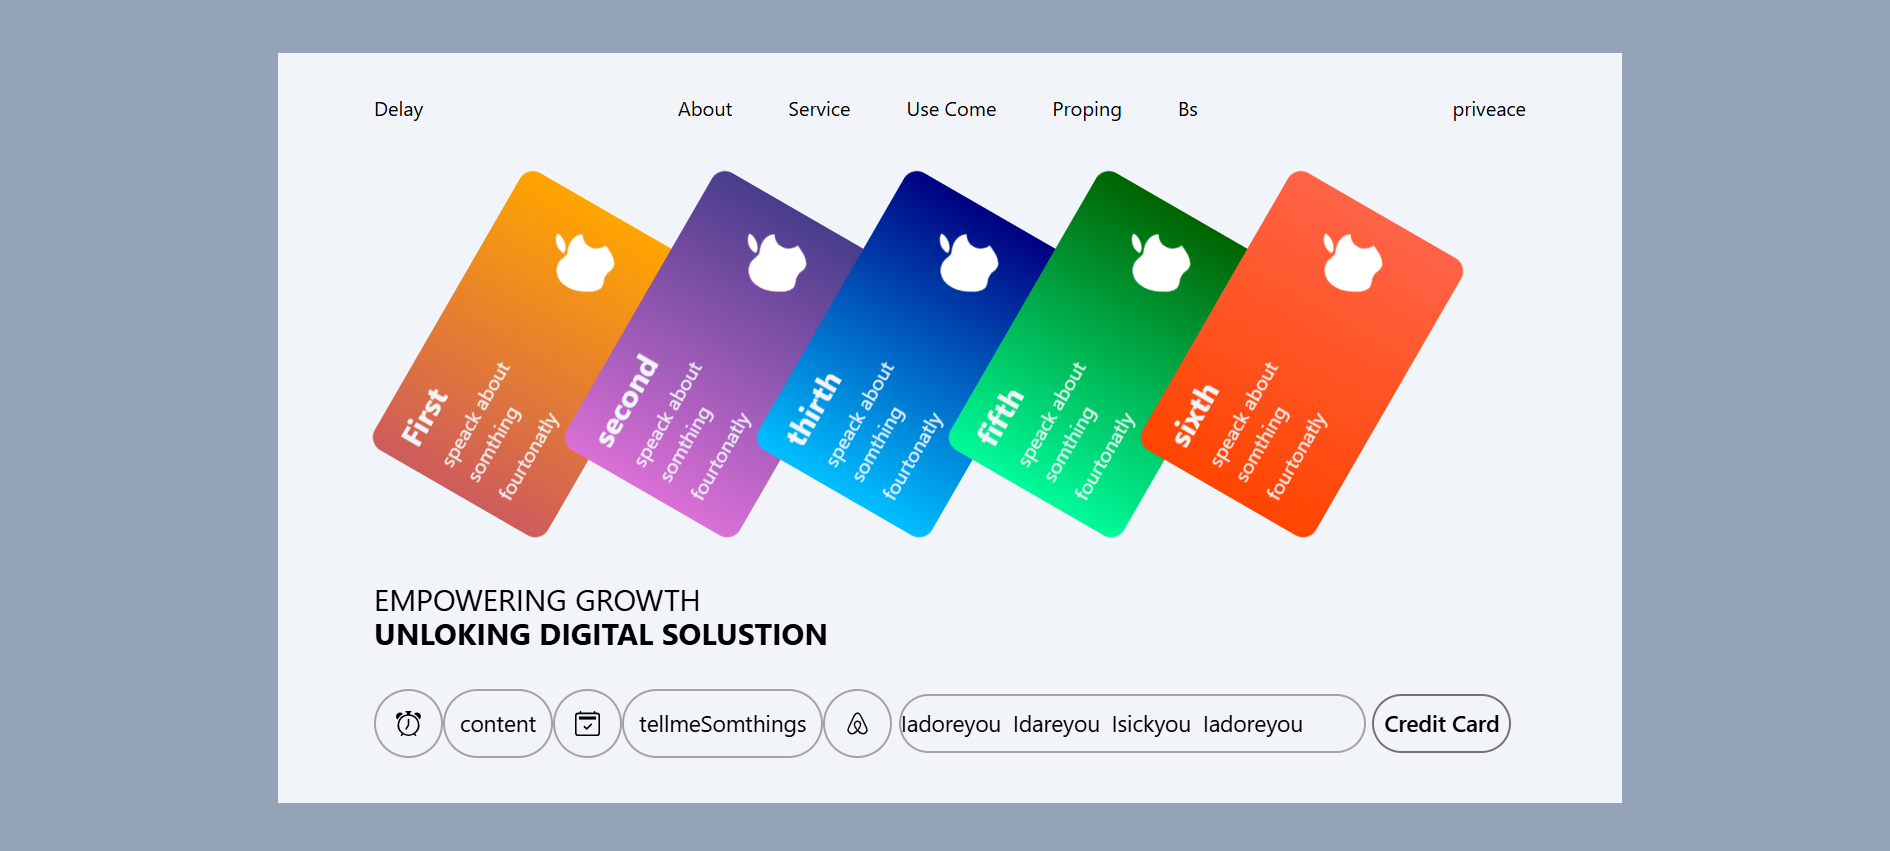 Delay About Service Use Come Proping Bs priveace
First
speack about
somthing
fourtonatly
second
speack about
somthing
fourtonatly
thirth
speack about
somthing
fourtonatly
fifth
speack about
somthing
fourtonatly
sixth
speack about
somthing
fourtonatly
EMPOWERING GROWTH
UNLOKING DIGITAL SOLUSTION
content tellmeSomthings Iadoreyou Idareyou Isickyou Iadoreyou Credit Card